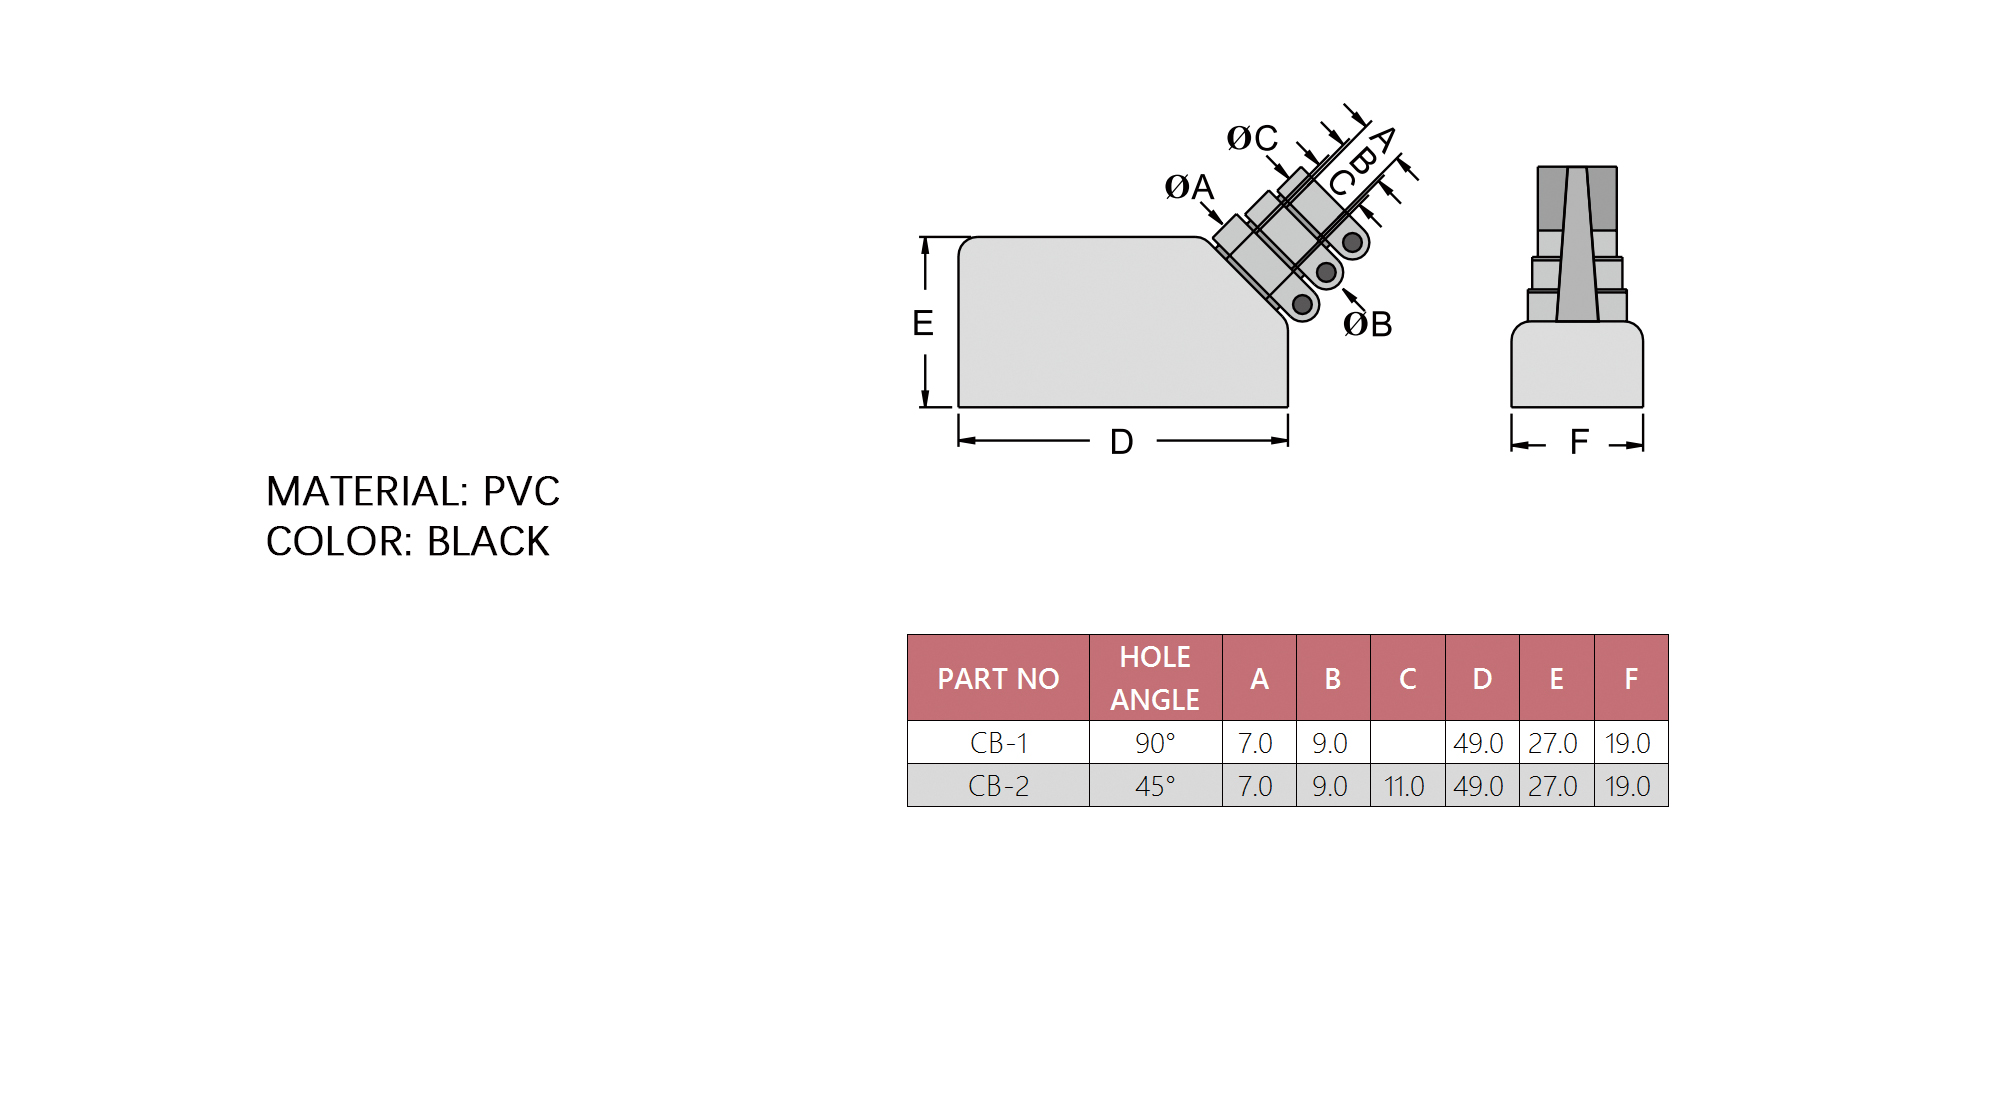 ØC
A
B
C
ØA
ØB
E
D
F
MATERIAL: PVC
COLOR: BLACK
PART NO HOLE ANGLE A B C D E F
CB-1 90° 7.0 9.0 49.0 27.0 19.0
CB-2 45° 7.0 9.0 11.0 49.0 27.0 19.0